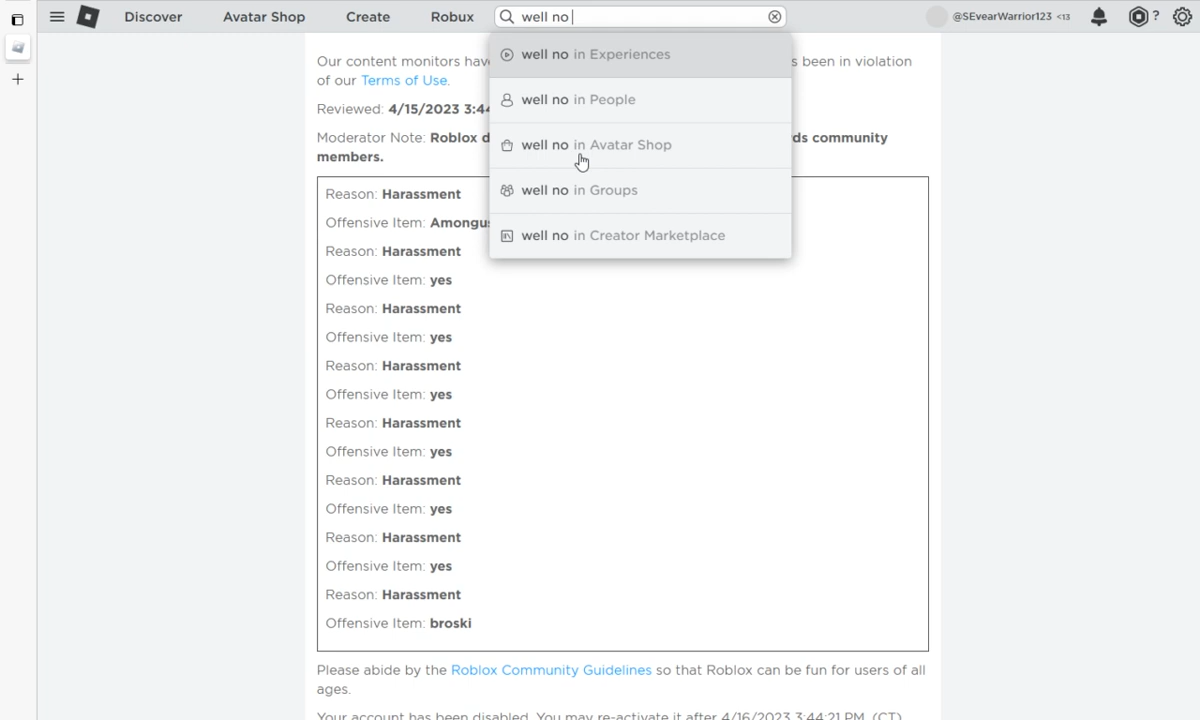 Discover Avatar Shop Create Robux well no @SEvearWarrior123 <13 ?
well no in Experiences
well no in People
well no in Avatar Shop
well no in Groups
well no in Creator Marketplace
Our content monitors s been in violation
of our Terms of Use.
Reviewed: 4/15/2023 3:44
Moderator Note: Roblox d ds community
members.
Reason: Harassment
Offensive Item: Amongus
Reason: Harassment
Offensive Item: yes
Reason: Harassment
Offensive Item: yes
Reason: Harassment
Offensive Item: yes
Reason: Harassment
Offensive Item: yes
Reason: Harassment
Offensive Item: yes
Reason: Harassment
Offensive Item: yes
Reason: Harassment
Offensive Item: broski
Please abide by the Roblox Community Guidelines so that Roblox can be fun for users of all
ages.
Your account has been disabled. You may re-activate it after 4/16/2023 3:44:21 PM (CT)